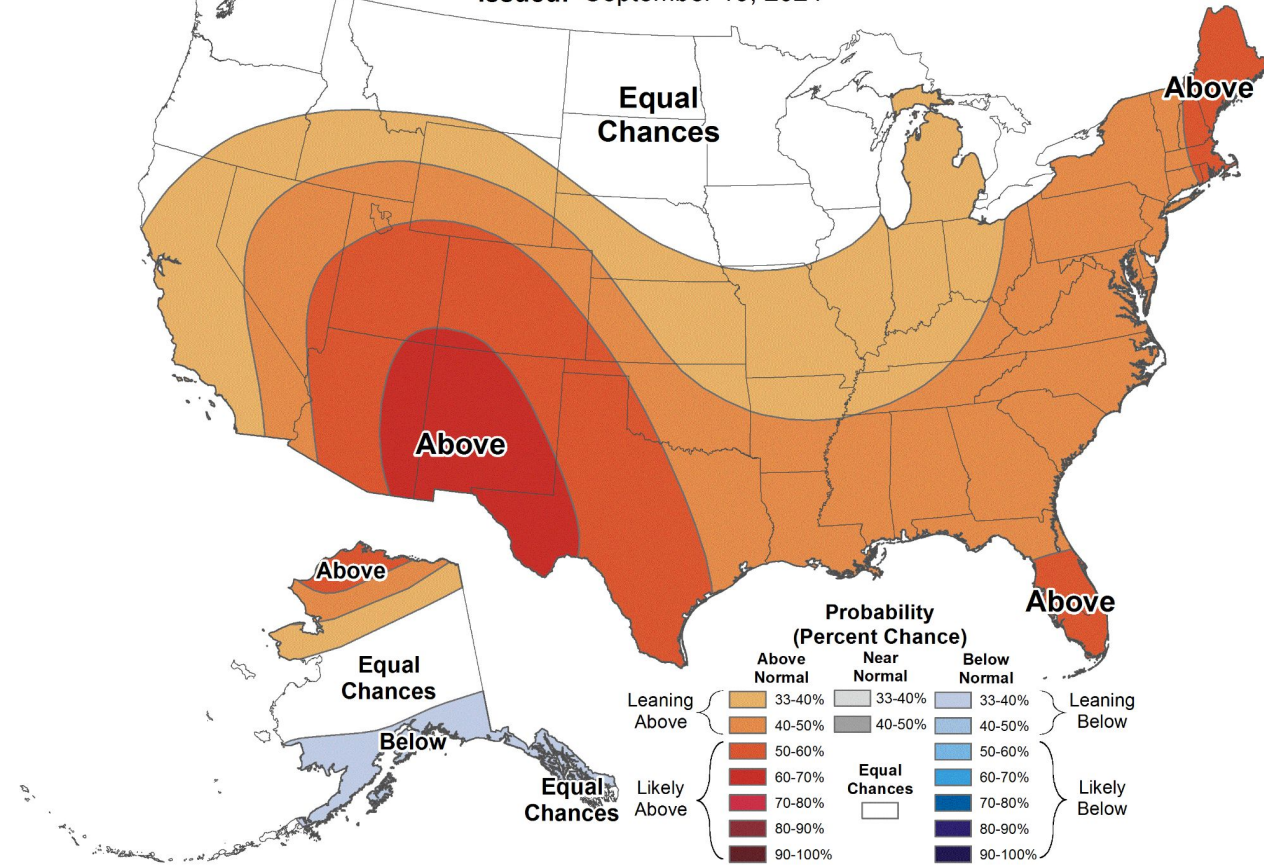 Equal
Chances
Above
Above
Above
Above
Equal
Chances
Below
Equal
Chances
Probability
(Percent Chance)
Above
Normal
Near
Normal
Below
Normal
Leaning
Above
33-40%
33-40%
33-40%
Leaning
Below
40-50%
40-50%
40-50%
Likely
Above
50-60%
50-60%
Likely
Below
60-70%
60-70%
Equal
Chances
70-80%
70-80%
80-90%
80-90%
90-100%
90-100%